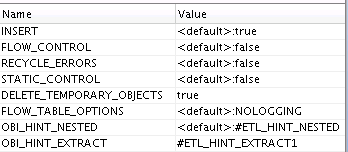 Name Value
INSERT <default>:true
FLOW_CONTROL <default>:false
RECYCLE_ERRORS <default>:false
STATIC_CONTROL <default>:false
DELETE_TEMPORARY_OBJECTS true
FLOW_TABLE_OPTIONS <default>:NOLOGGING
OBI_HINT_NESTED <default>:#ETL_HINT_NESTED
OBI_HINT_EXTRACT #ETL_HINT_EXTRACT1